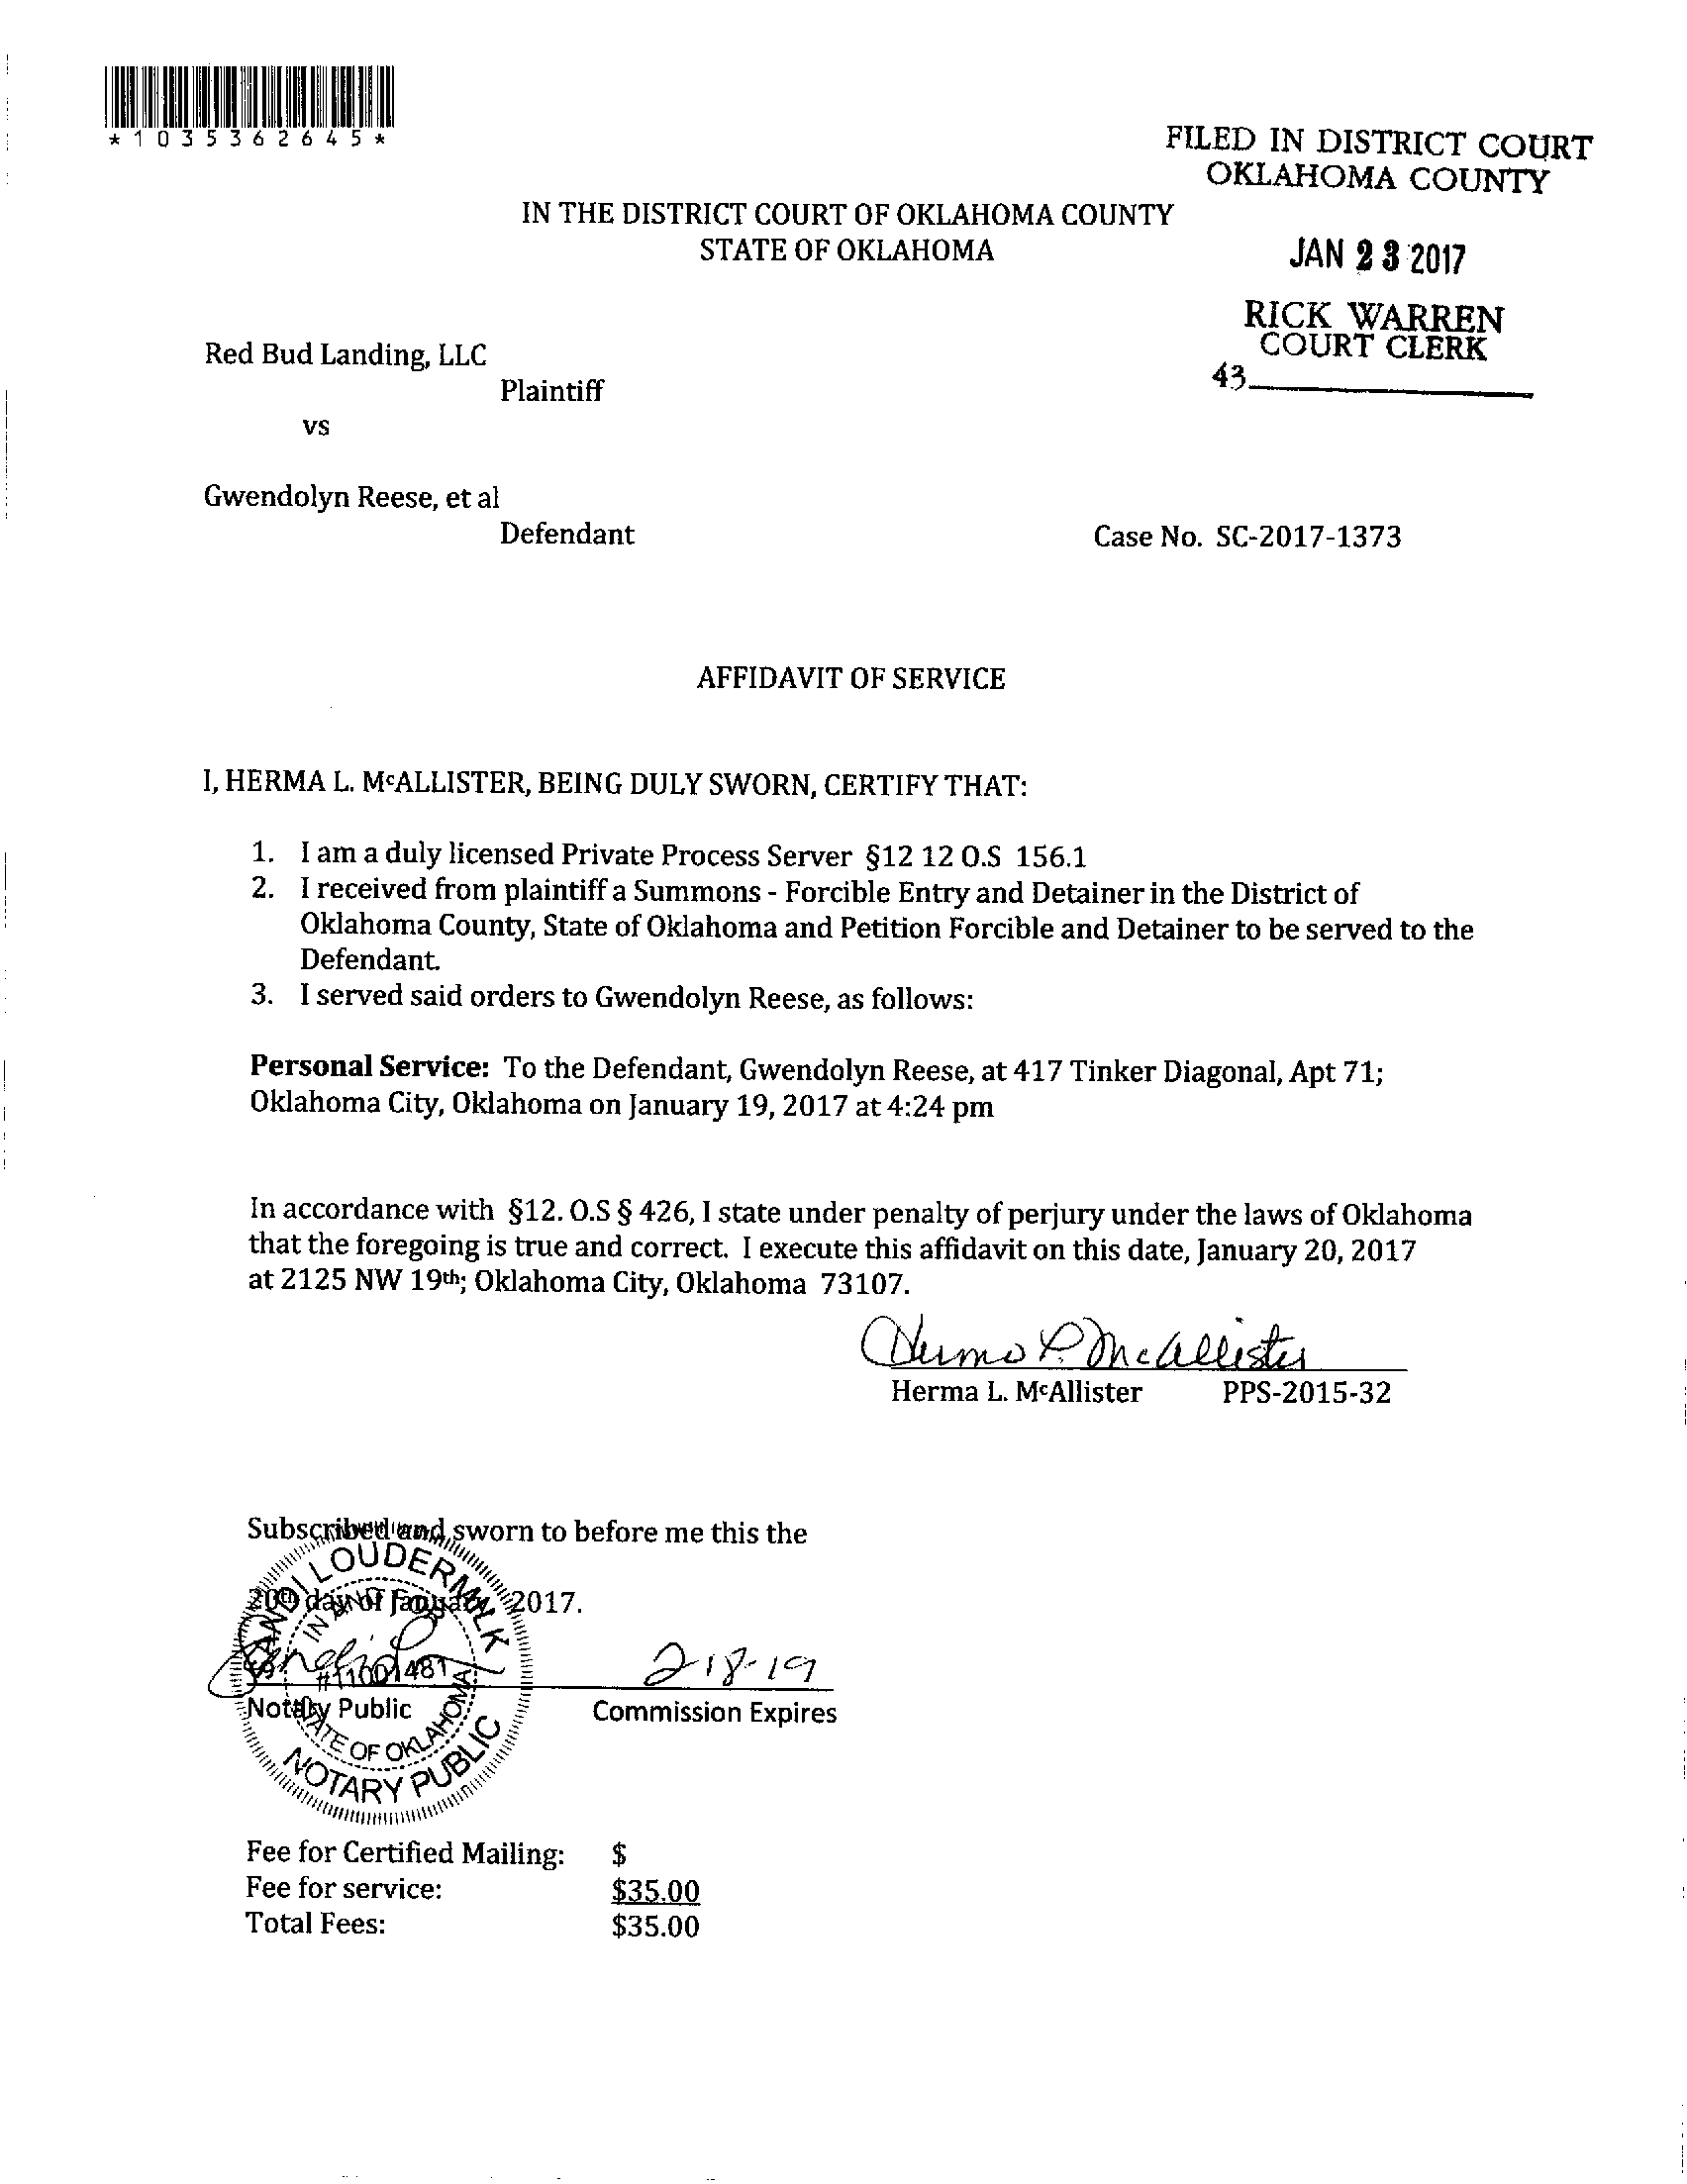 *1035362645*
FILED IN DISTRICT COURT
OKLAHOMA COUNTY
IN THE DISTRICT COURT OF OKLAHOMA COUNTY
STATE OF OKLAHOMA
JAN 23 2017
RICK WARREN
COURT CLERK
43
Red Bud Landing, LLC
Plaintiff
vs
Gwendolyn Reese, et al
Defendant
Case No. SC-2017-1373
AFFIDAVIT OF SERVICE
I, HERMA L. McALLISTER, BEING DULY SWORN, CERTIFY THAT:
1. I am a duly licensed Private Process Server §12 12 O.S 156.1
2. I received from plaintiff a Summons - Forcible Entry and Detainer in the District of
Oklahoma County, State of Oklahoma and Petition Forcible and Detainer to be served to the
Defendant.
3. I served said orders to Gwendolyn Reese, as follows:
Personal Service: To the Defendant, Gwendolyn Reese, at 417 Tinker Diagonal, Apt 71;
Oklahoma City, Oklahoma on January 19, 2017 at 4:24 pm
In accordance with §12. O.S § 426, I state under penalty of perjury under the laws of Oklahoma
that the foregoing is true and correct. I execute this affidavit on this date, January 20, 2017
at 2125 NW 19th; Oklahoma City, Oklahoma 73107.
Herma L. McAllister
Herma L. McAllister PPS-2015-32
Subscribed and sworn to before me this the
20th day of January, 2017.
SANDI LOUDERMILK
IN AND FOR
#11001481
STATE OF OKLAHOMA
NOTARY PUBLIC
2-18-19
Notary Public Commission Expires
Fee for Certified Mailing: $
Fee for service: $35.00
Total Fees: $35.00